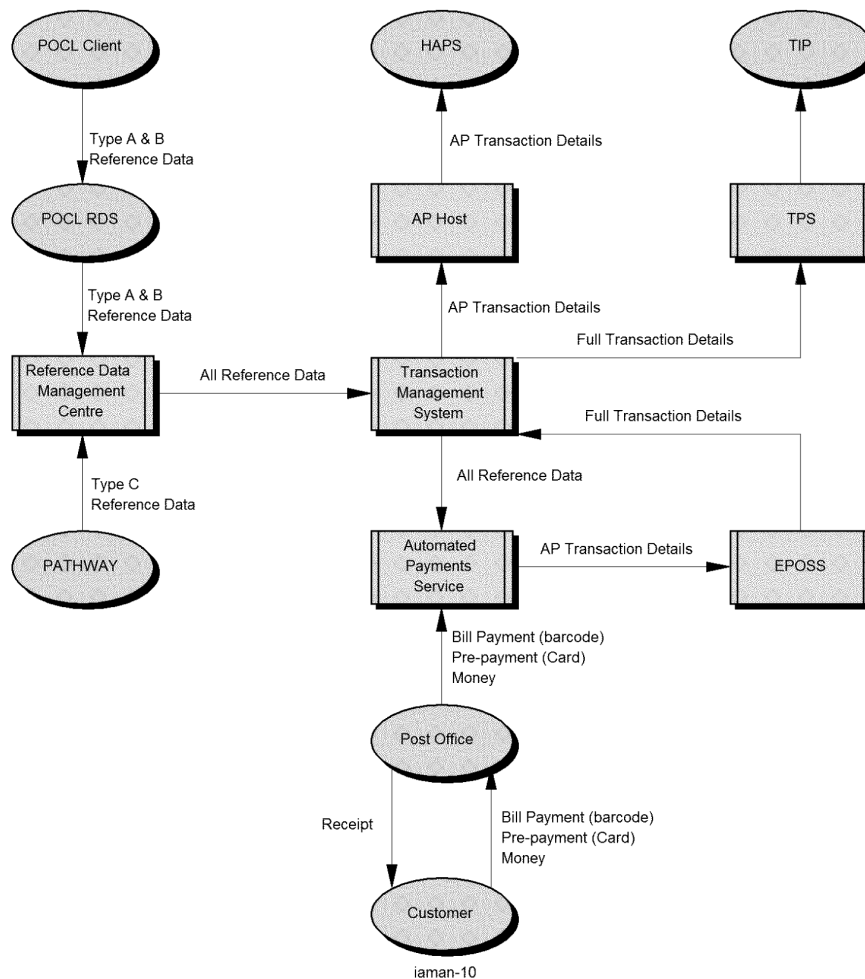 POCL Client
HAPS
TIP
Type A & B
Reference Data
AP Transaction Details
POCL RDS
AP Host
TPS
Type A & B
Reference Data
AP Transaction Details
Full Transaction Details
Reference Data
Management
Centre
All Reference Data
Transaction
Management
System
Full Transaction Details
Type C
Reference Data
All Reference Data
PATHWAY
Automated
Payments
Service
AP Transaction Details
EPOSS
Bill Payment (barcode)
Pre-payment (Card)
Money
Post Office
Receipt
Bill Payment (barcode)
Pre-payment (Card)
Money
Customer
iaman-10